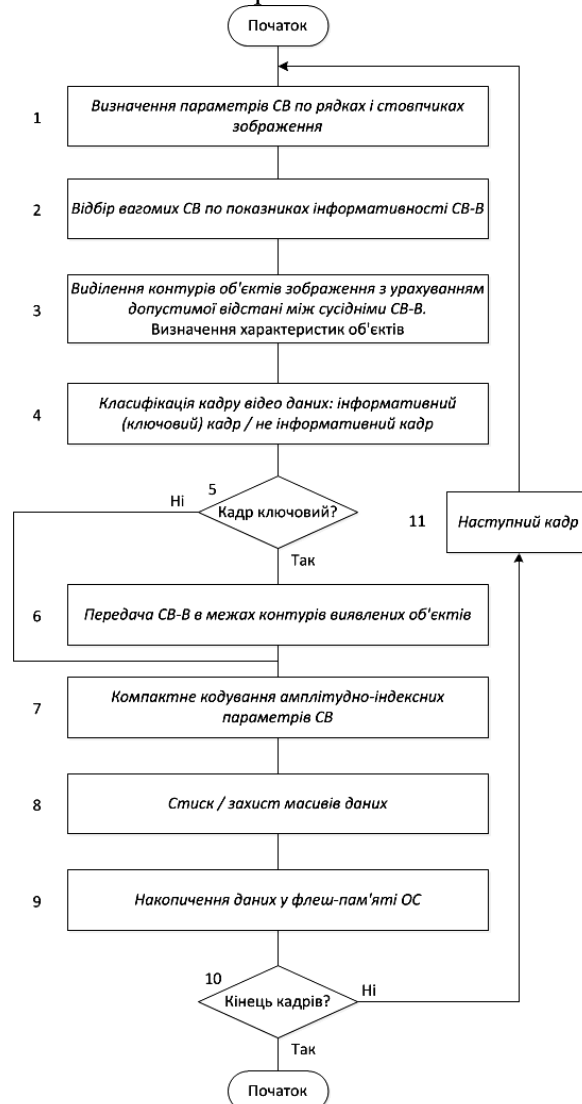 Початок
1
Визначення параметрів СВ по рядках і стовпчиках
зображення
2
Відбір вагомих СВ по показниках інформативності СВ-В
3
Виділення контурів об'єктів зображення з урахуванням
допустимої відстані між сусідніми СВ-В.
Визначення характеристик об'єктів
4
Класифікація кадру відео даних: інформативний
(ключовий) кадр / не інформативний кадр
5
Ні
Кадр ключовий?
Так
11
Наступний кадр
6
Передача СВ-В в межах контурів виявлених об'єктів
7
Компактне кодування амплітудно-індексних
параметрів СВ
8
Стиск / захист масивів даних
9
Накопичення даних у флеш-пам'яті ОС
10
Кінець кадрів?
Ні
Так
Початок